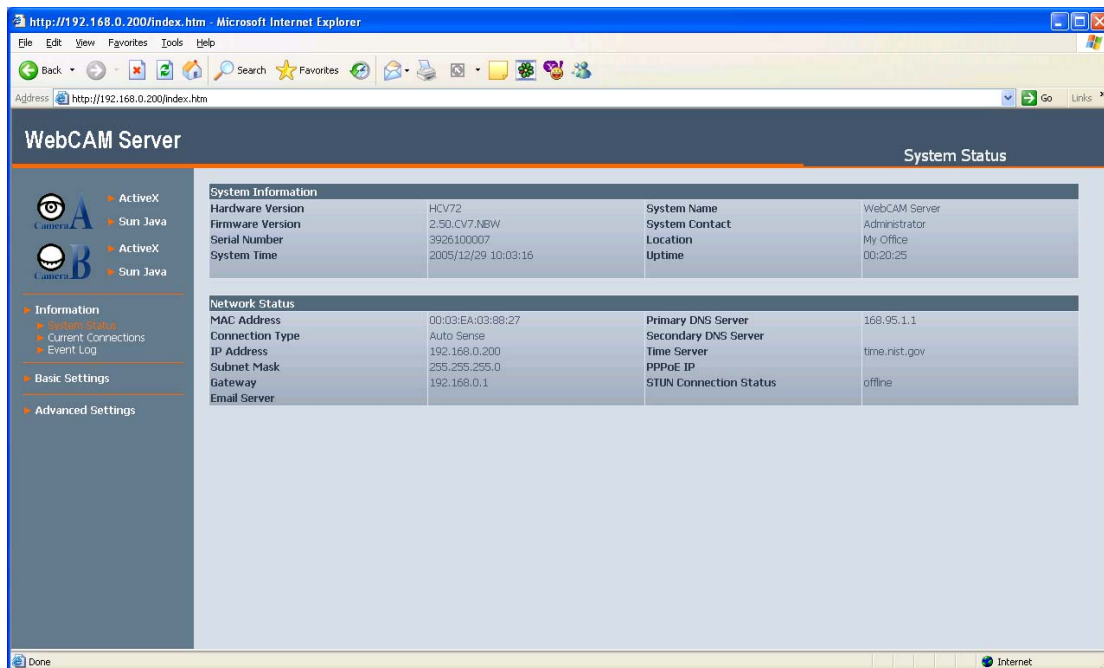 http://192.168.0.200/index.htm - Microsoft Internet Explorer
File Edit View Favorites Tools Help
Back Search Favorites
Address http://192.168.0.200/index.htm Go Links
WebCAM Server
System Status
Camera A
ActiveX
Sun Java
Camera B
ActiveX
Sun Java
Information
System Status
Current Connections
Event Log
Basic Settings
Advanced Settings
System Information
Hardware Version HCV72 System Name WebCAM Server
Firmware Version 2.50.CV7.NBW System Contact Administrator
Serial Number 3926100007 Location My Office
System Time 2005/12/29 10:03:16 Uptime 00:20:25
Network Status
MAC Address 00:03:EA:03:88:27 Primary DNS Server 168.95.1.1
Connection Type Auto Sense Secondary DNS Server
IP Address 192.168.0.200 Time Server time.nist.gov
Subnet Mask 255.255.255.0 PPPoE IP
Gateway 192.168.0.1 STUN Connection Status offline
Email Server
Done Internet